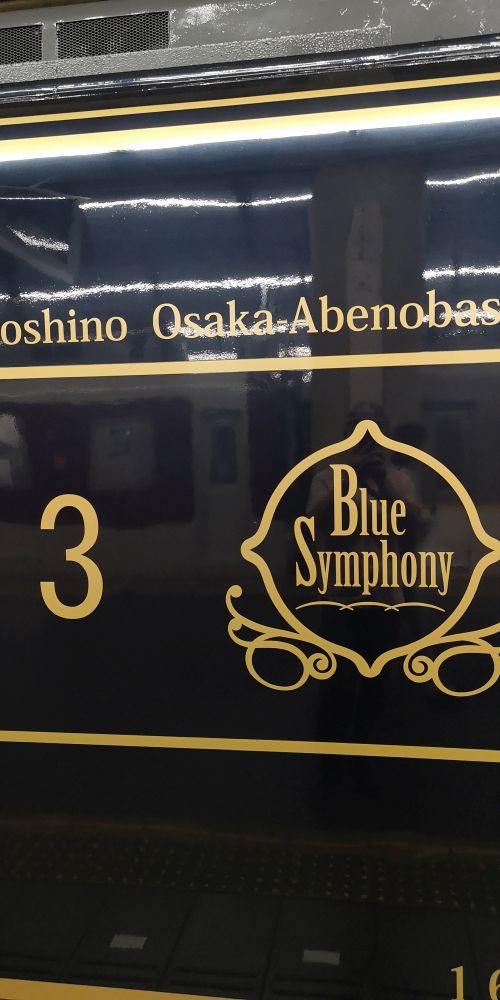 oshino Osaka-Abenobas
3
Blue
Symphony